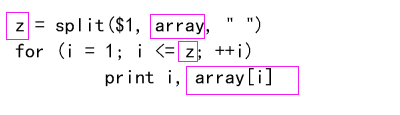 z = split($1, array, " ")
for (i = 1; i <= z; ++i)
print i, array[i]